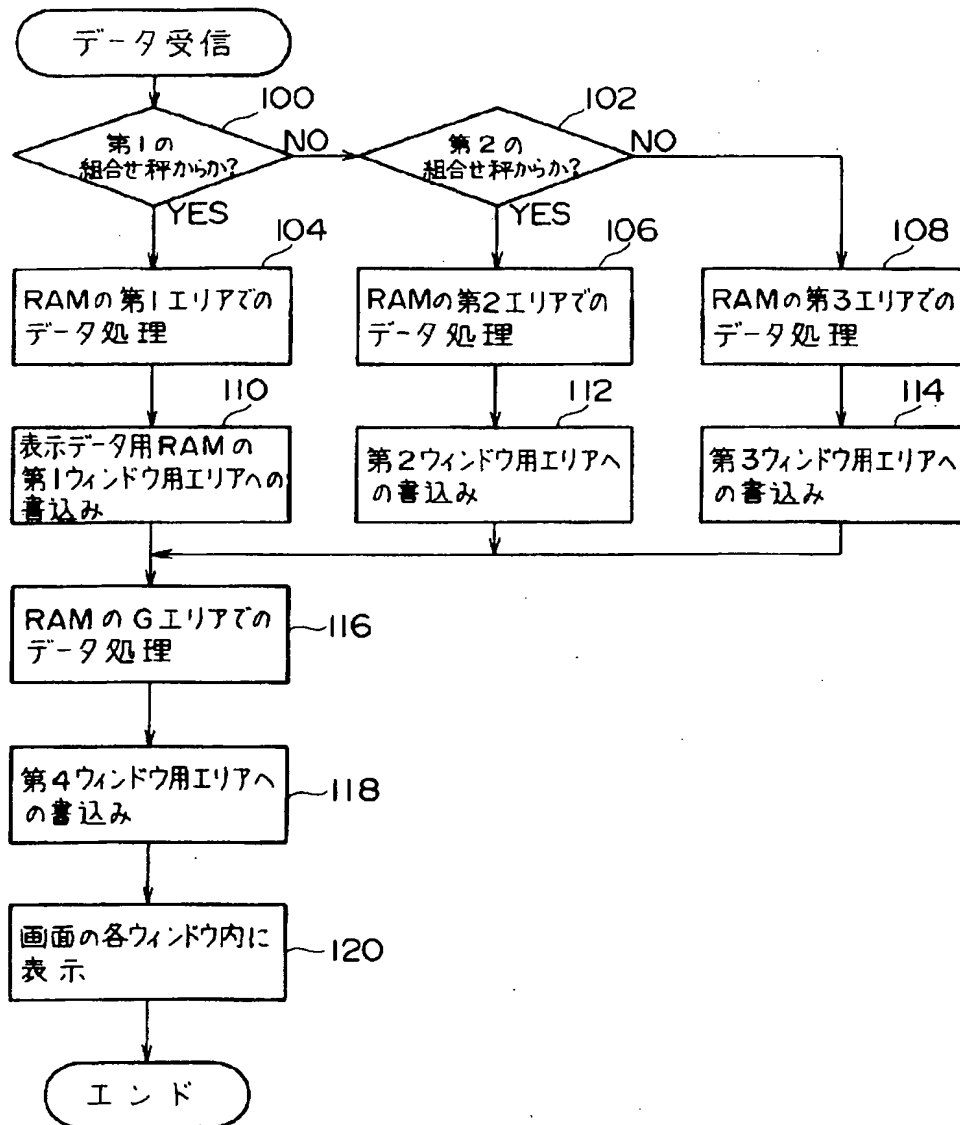 データ受信
100
102
第1の
組合せ秤からか?
NO
第2の
組合せ秤からか?
NO
YES
YES
104
106
108
RAMの第1エリアでの
データ処理
RAMの第2エリアでの
データ処理
RAMの第3エリアでの
データ処理
110
112
114
表示データ用RAMの
第1ウィンドウ用エリアへの
書込み
第2ウィンドウ用エリアへ
の書込み
第3ウィンドウ用エリアへ
の書込み
RAMのGエリアでの
データ処理
116
第4ウィンドウ用エリアへ
の書込み
118
画面の各ウィンドウ内に
表示
120
エンド